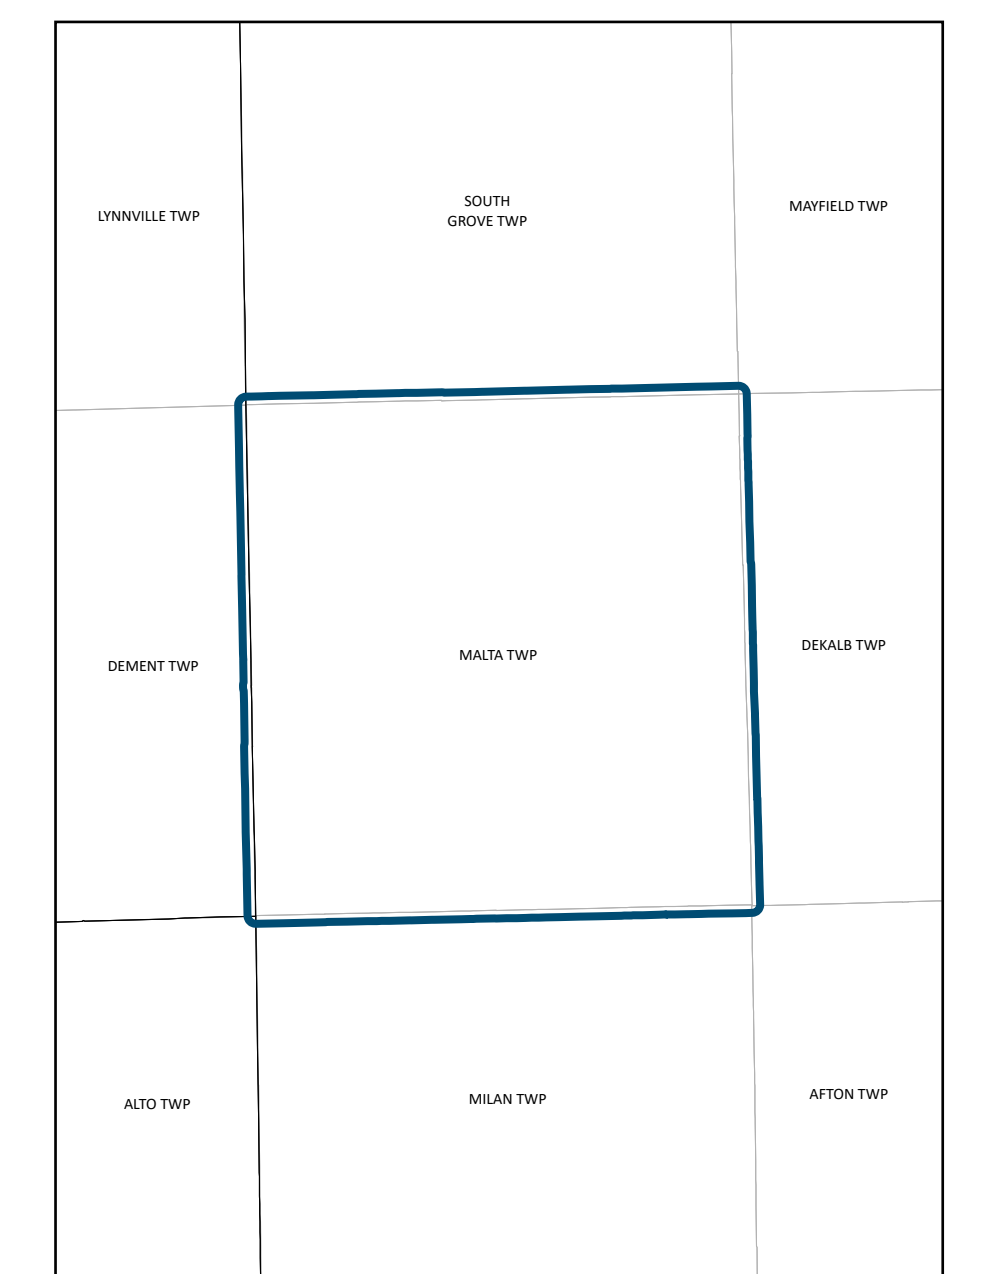 LYNNVILLE TWP
SOUTH
GROVE TWP
MAYFIELD TWP
DEMENT TWP
MALTA TWP
DEKALB TWP
ALTO TWP
MILAN TWP
AFTON TWP